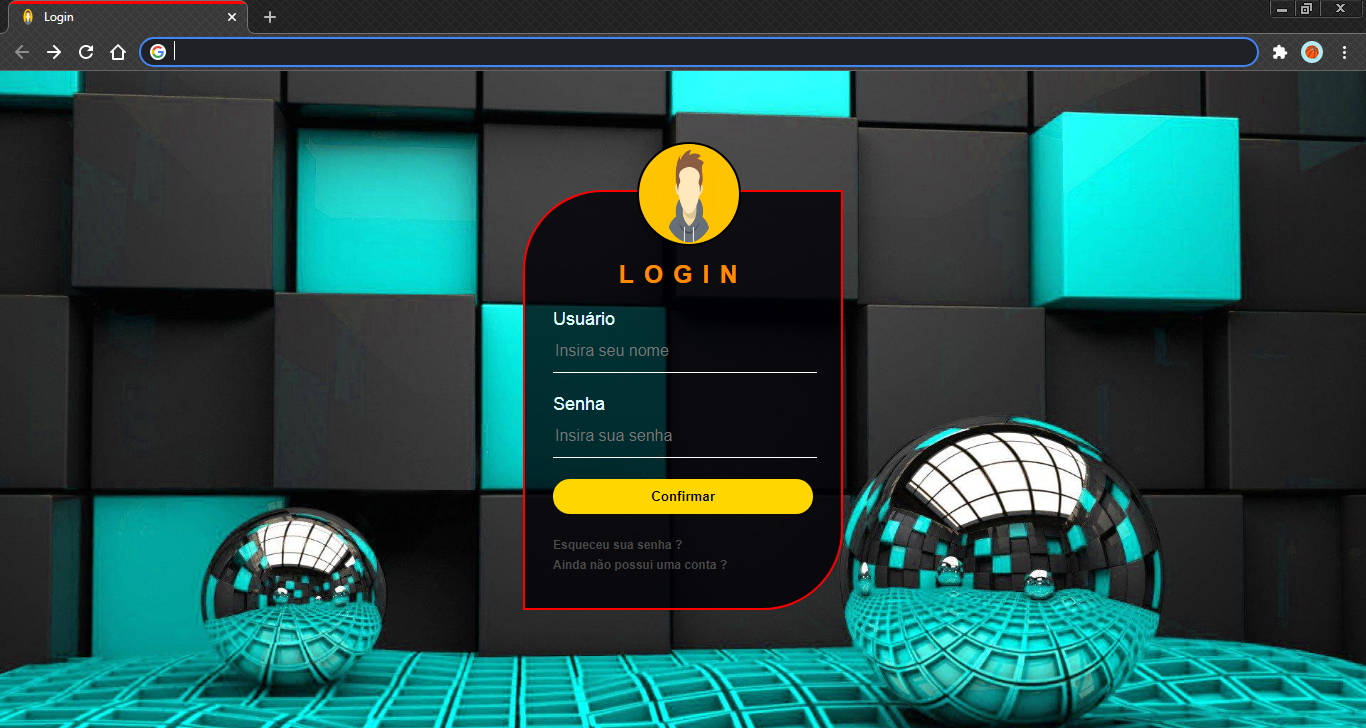 Login
LOGIN
Usuário
Insira seu nome
Senha
Insira sua senha
Confirmar
Esqueceu sua senha ?
Ainda não possui uma conta ?